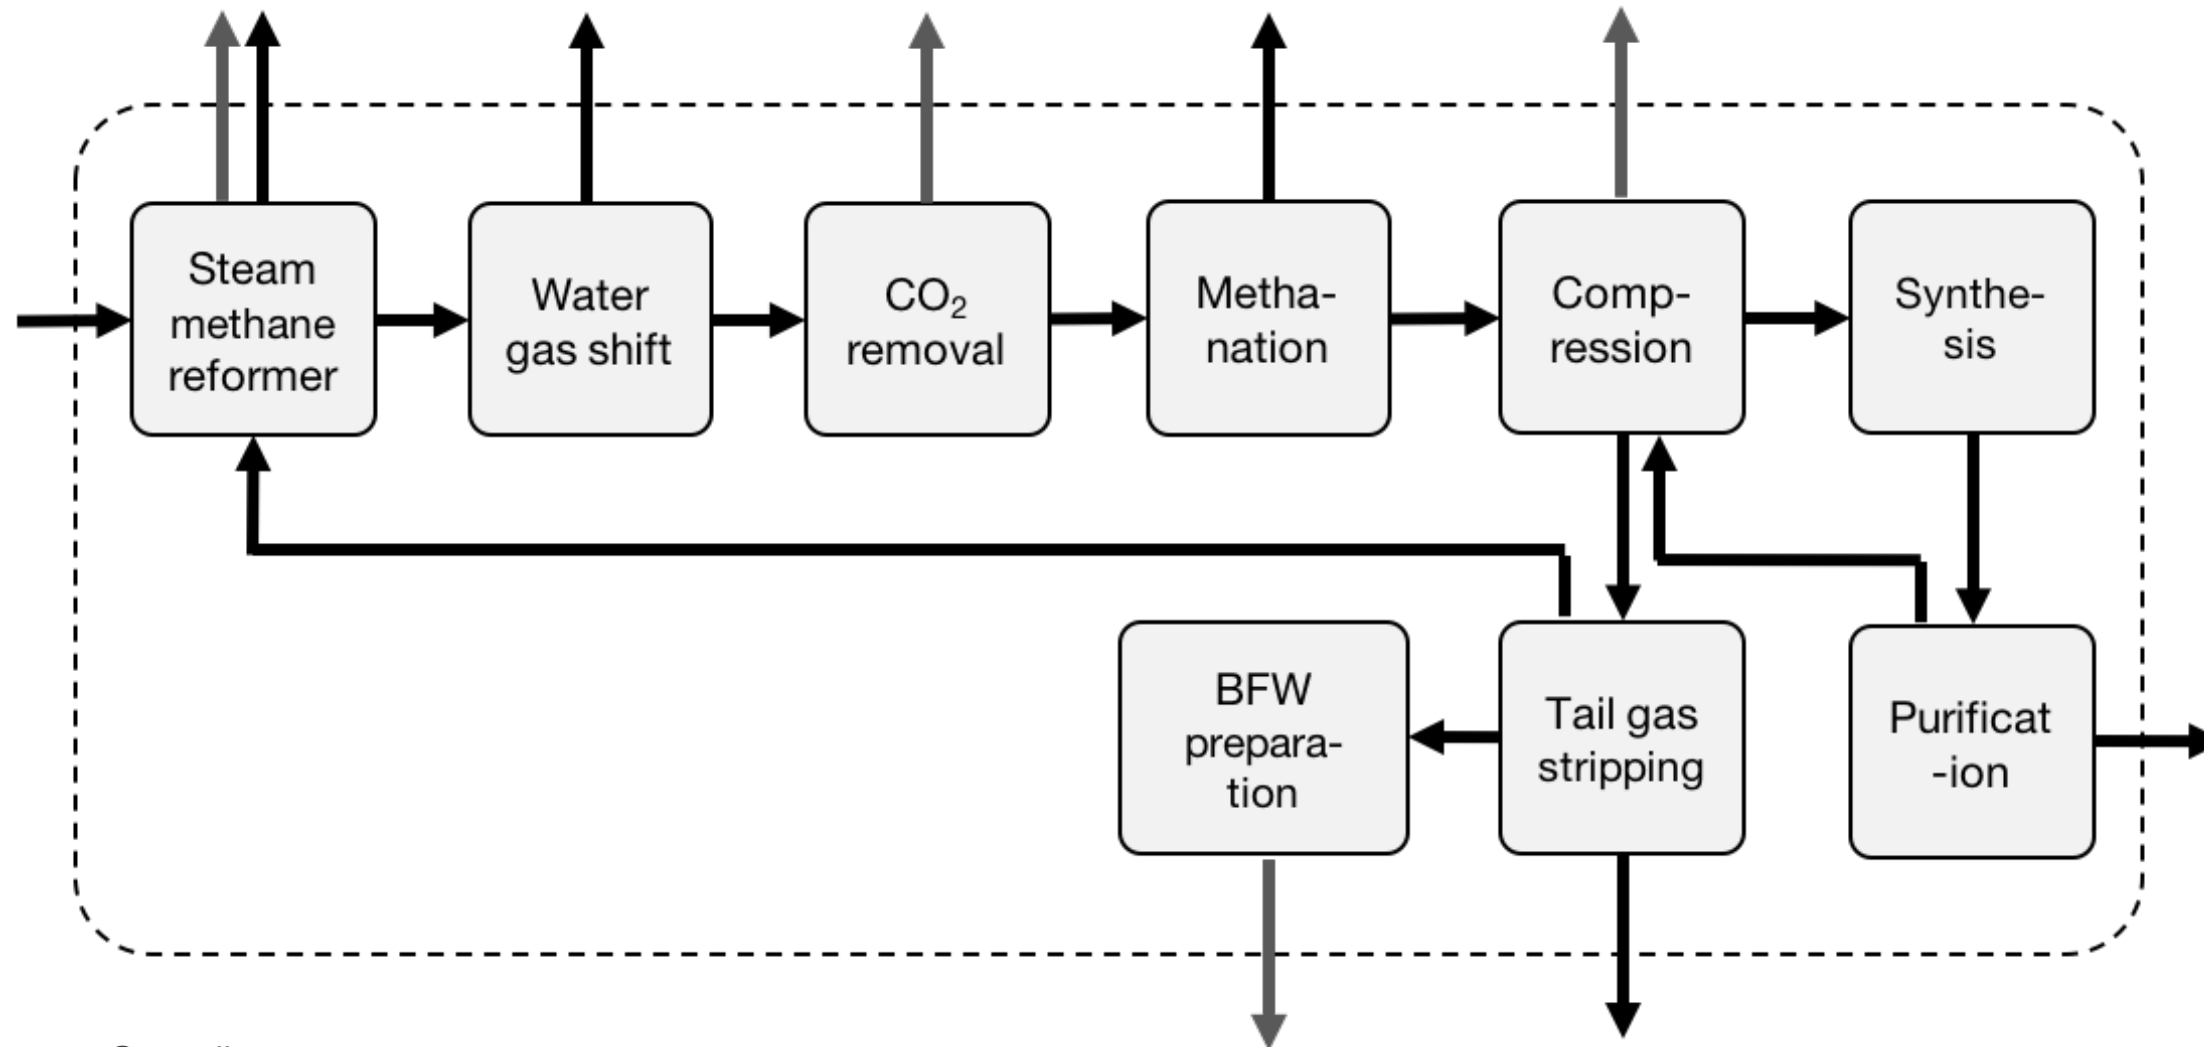 Steam
methane
reformer
Water
gas shift
CO₂
removal
Metha-
nation
Comp-
ression
Synthe-
sis
BFW
prepara-
tion
Tail gas
stripping
Purificat
-ion